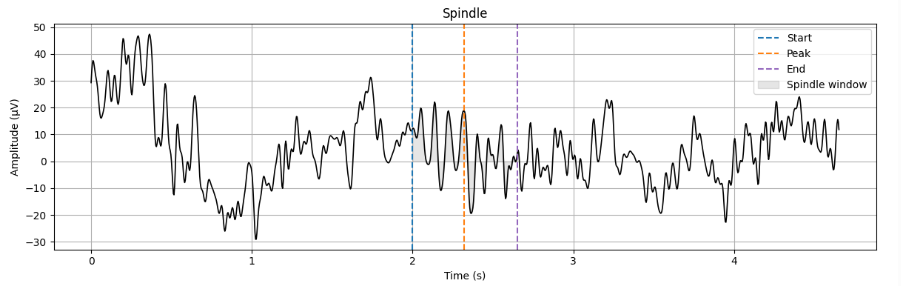 Spindle
50
40
30
20
10
0
−10
−20
−30
Amplitude (µV)
Start
Peak
End
Spindle window
0 1 2 3 4
Time (s)